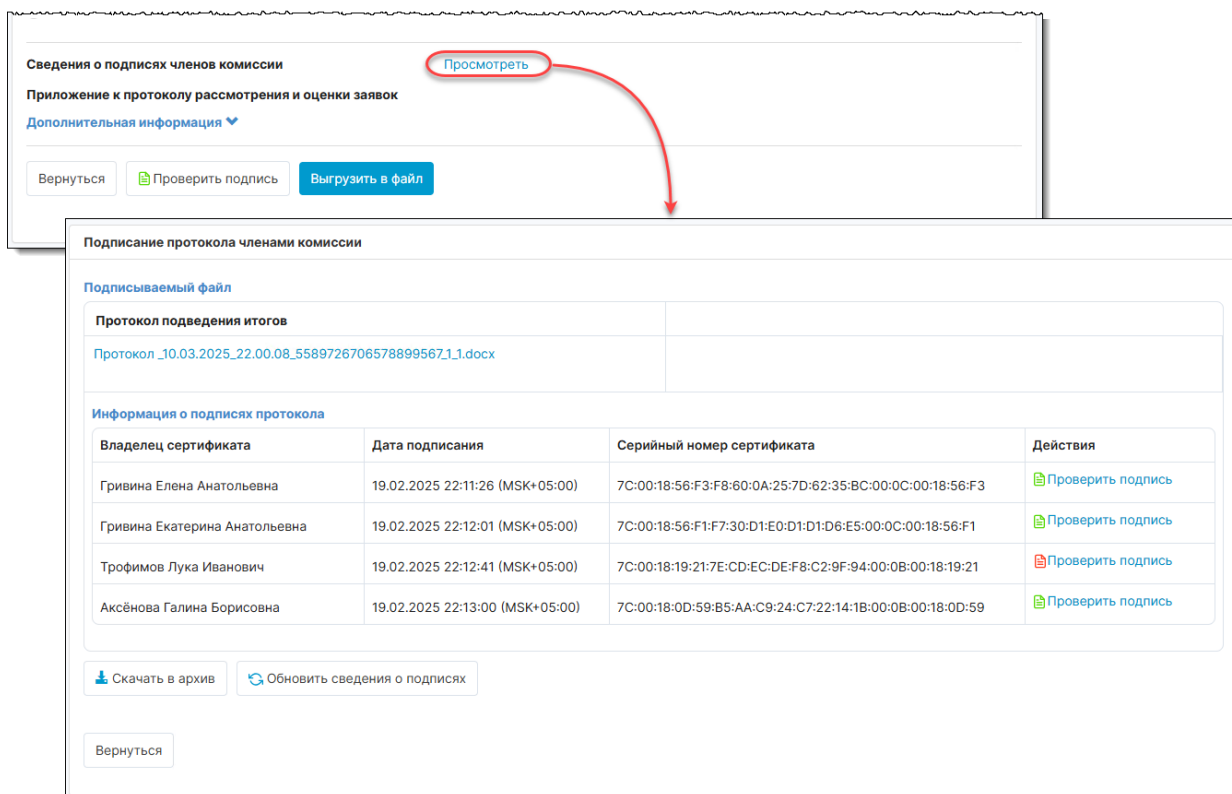 Сведения о подписях членов комиссии Просмотреть
Приложение к протоколу рассмотрения и оценки заявок
Дополнительная информация
Вернуться Проверить подпись Выгрузить в файл
Подписание протокола членами комиссии
Подписываемый файл
Протокол подведения итогов
Протокол _10.03.2025_22.00.08_5589726706578899567_1_1.docx
Информация о подписях протокола
Владелец сертификата Дата подписания Серийный номер сертификата Действия
Гривина Елена Анатольевна 19.02.2025 22:11:26 (MSK+05:00) 7C:00:18:56:F3:F8:60:0A:25:7D:62:35:BC:00:0C:00:18:56:F3 Проверить подпись
Гривина Екатерина Анатольевна 19.02.2025 22:12:01 (MSK+05:00) 7C:00:18:56:F1:F7:30:D1:E0:D1:D1:D6:E5:00:0C:00:18:56:F1 Проверить подпись
Трофимов Лука Иванович 19.02.2025 22:12:41 (MSK+05:00) 7C:00:18:19:21:7E:CD:EC:DE:F8:C2:9F:94:00:0B:00:18:19:21 Проверить подпись
Аксёнова Галина Борисовна 19.02.2025 22:13:00 (MSK+05:00) 7C:00:18:0D:59:B5:AA:C9:24:C7:22:14:1B:00:0B:00:18:0D:59 Проверить подпись
Скачать в архив Обновить сведения о подписях
Вернуться